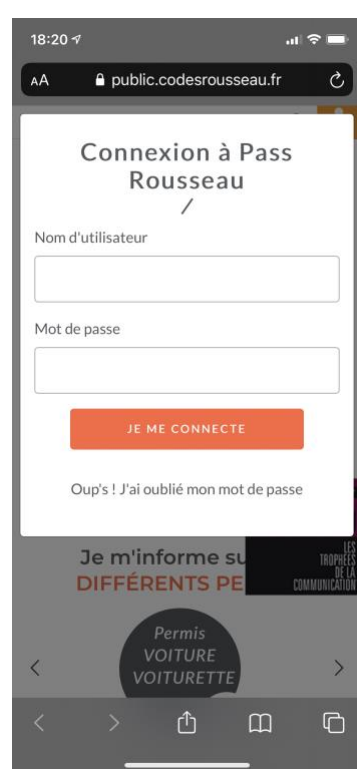 18:20
AA public.codesrousseau.fr
Connexion à Pass
Rousseau
/
Nom d'utilisateur
Mot de passe
JE ME CONNECTE
Oup's ! J'ai oublié mon mot de passe
Je m'informe su
DIFFÉRENTS PE
LES
TROPHÉES
DE LA
COMMUNICATION
Permis
VOITURE
VOITURETTE